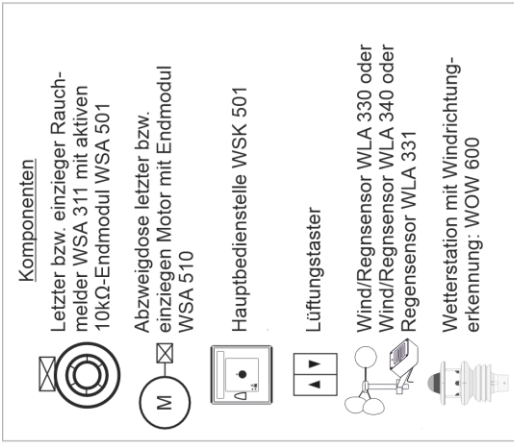 Komponenten
Letzter bzw. einzieger Rauch-
melder WSA 311 mit aktiven
10kΩ-Endmodul WSA 501
Abzweigdose letzter bzw.
einziegen Motor mit Endmodul
WSA 510
M
Hauptbedienstelle WSK 501
Lüftungstaster
Wind/Regnsensor WLA 330 oder
Wind/Regnsensor WLA 340 oder
Regensensor WLA 331
Wetterstation mit Windrichtung-
erkennung: WOW 600